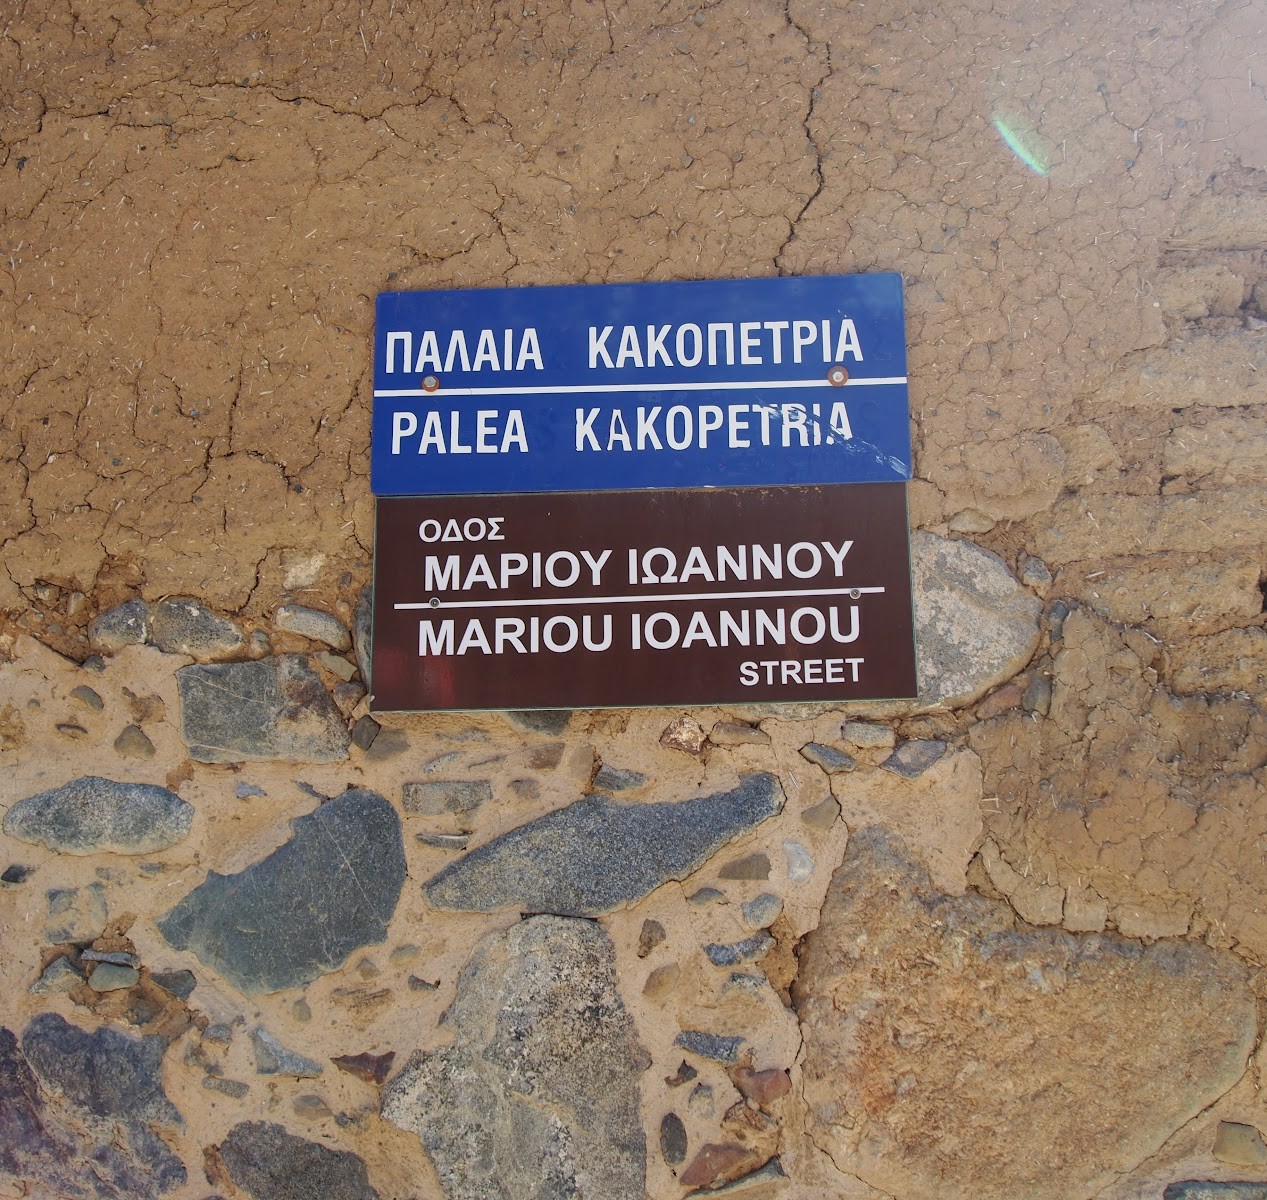 ΠΑΛΑΙΑ ΚΑΚΟΠΕΤΡΙΑ
PALEA KAKOPETRIA
ΟΔΟΣ
ΜΑΡΙΟΥ ΙΩΑΝΝΟΥ
MARIOU IOANNOU
STREET